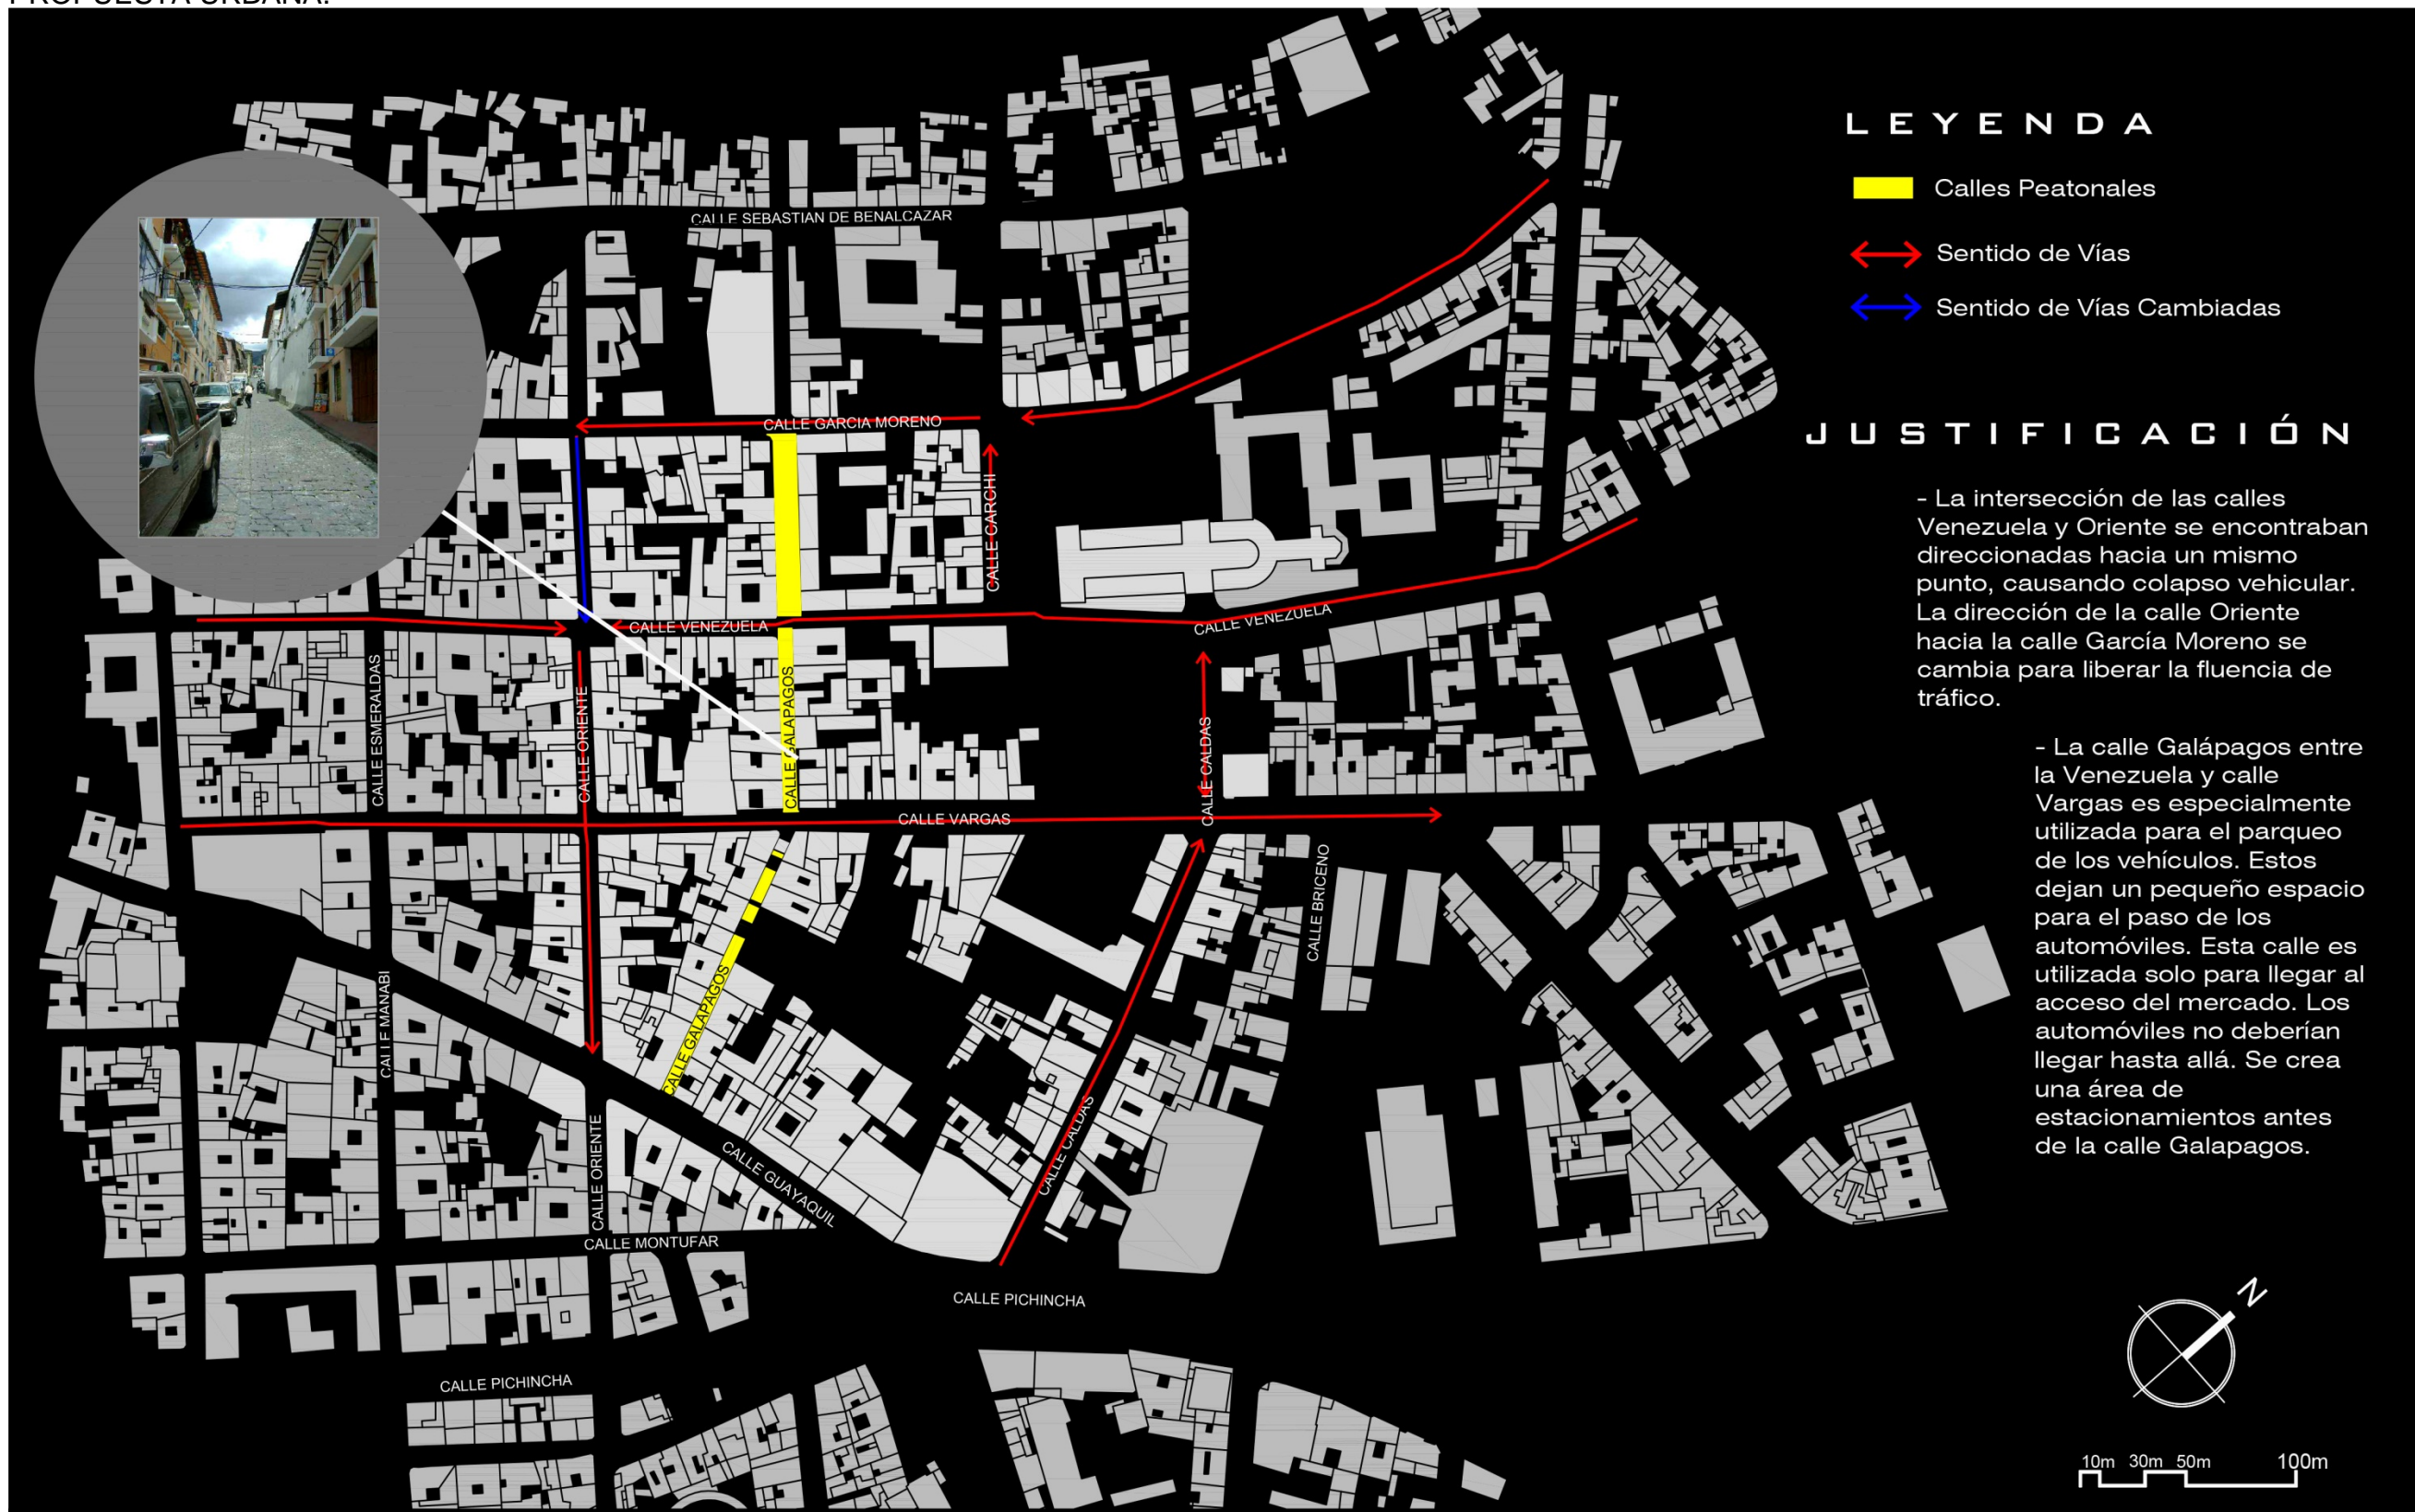 PROPUESTA URBANA:
LEYENDA
Calles Peatonales
Sentido de Vías
Sentido de Vías Cambiadas
JUSTIFICACIÓN
- La intersección de las calles
Venezuela y Oriente se encontraban
direccionadas hacia un mismo
punto, causando colapso vehicular.
La dirección de la calle Oriente
hacia la calle García Moreno se
cambia para liberar la fluencia de
tráfico.
- La calle Galápagos entre
la Venezuela y calle
Vargas es especialmente
utilizada para el parqueo
de los vehículos. Estos
dejan un pequeño espacio
para el paso de los
automóviles. Esta calle es
utilizada solo para llegar al
acceso del mercado. Los
automóviles no deberían
llegar hasta allá. Se crea
una área de
estacionamientos antes
de la calle Galapagos.
CALLE SEBASTIAN DE BENALCAZAR
CALLE GARCIA MORENO
CALLE CARCHI
CALLE VENEZUELA
CALLE VENEZUELA
CALLE ESMERALDAS
CALLE ORIENTE
CALLE GALAPAGOS
CALLE CALDAS
CALLE VARGAS
CALLE BRICENO
CALLE MANABI
CALLE GALAPAGOS
CALLE CALDAS
CALLE ORIENTE
CALLE GUAYAQUIL
CALLE MONTUFAR
CALLE PICHINCHA
CALLE PICHINCHA
N
10m 30m 50m 100m